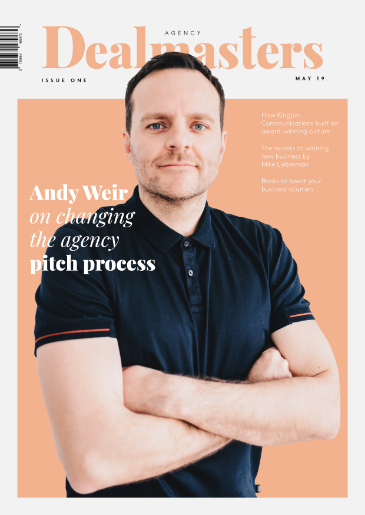 AGENCY
Dealmasters
ISSUE ONE
MAY 19
How Kingpin
Communications built an
award-winning culture
The secrets to winning
new business by
Mike Lieberman
Books to boost your
business acumen
Andy Weir
on changing
the agency
pitch process